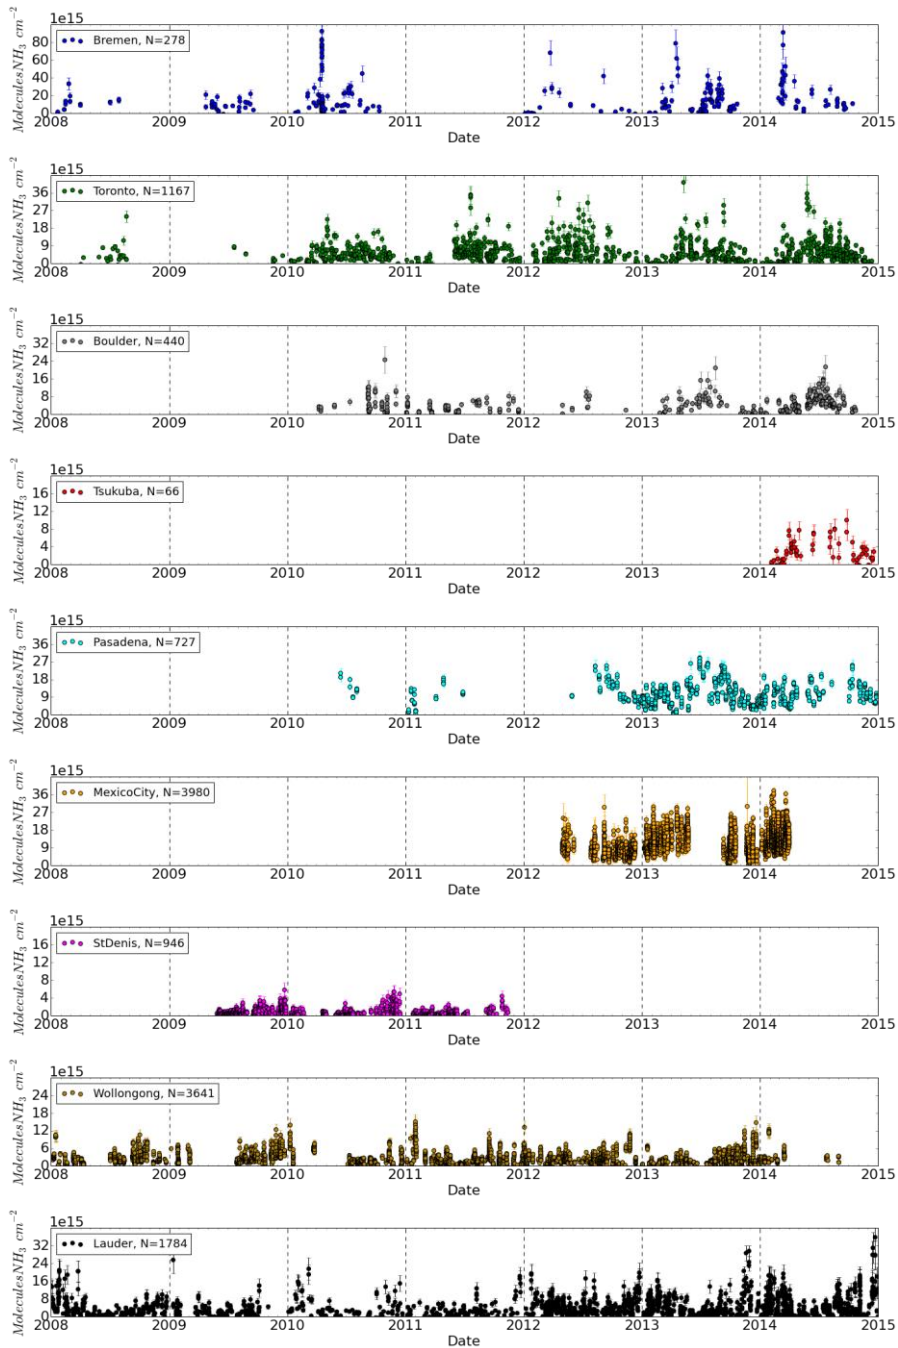 1e15
Bremen, N=278
Molecules NH3 cm−2
80
60
40
20
0
2008 2009 2010 2011 2012 2013 2014 2015
Date
1e15
Toronto, N=1167
Molecules NH3 cm−2
36
27
18
9
0
2008 2009 2010 2011 2012 2013 2014 2015
Date
1e15
Boulder, N=440
Molecules NH3 cm−2
32
24
16
8
0
2008 2009 2010 2011 2012 2013 2014 2015
Date
1e15
Tsukuba, N=66
Molecules NH3 cm−2
16
12
8
4
0
2008 2009 2010 2011 2012 2013 2014 2015
Date
1e15
Pasadena, N=727
Molecules NH3 cm−2
36
27
18
9
0
2008 2009 2010 2011 2012 2013 2014 2015
Date
1e15
MexicoCity, N=3980
Molecules NH3 cm−2
36
27
18
9
0
2008 2009 2010 2011 2012 2013 2014 2015
Date
1e15
StDenis, N=946
Molecules NH3 cm−2
16
12
8
4
0
2008 2009 2010 2011 2012 2013 2014 2015
Date
1e15
Wollongong, N=3641
Molecules NH3 cm−2
24
18
12
6
0
2008 2009 2010 2011 2012 2013 2014 2015
Date
1e15
Lauder, N=1784
Molecules NH3 cm−2
32
24
16
8
0
2008 2009 2010 2011 2012 2013 2014 2015
Date